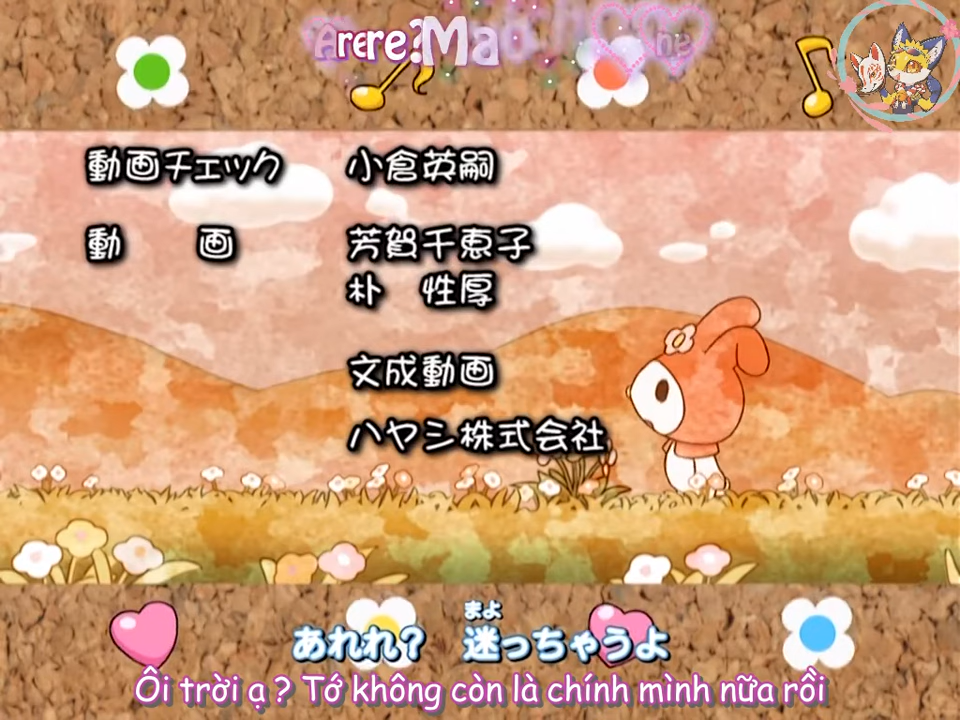 Arere? Ma
動画チェック 小倉英嗣
動 画 芳賀千恵子
朴 性厚
文成動画
ハヤシ株式会社
まよ
あれれ? 迷っちゃうよ
Ôi trời ạ ? Tớ không còn là chính mình nữa rồi